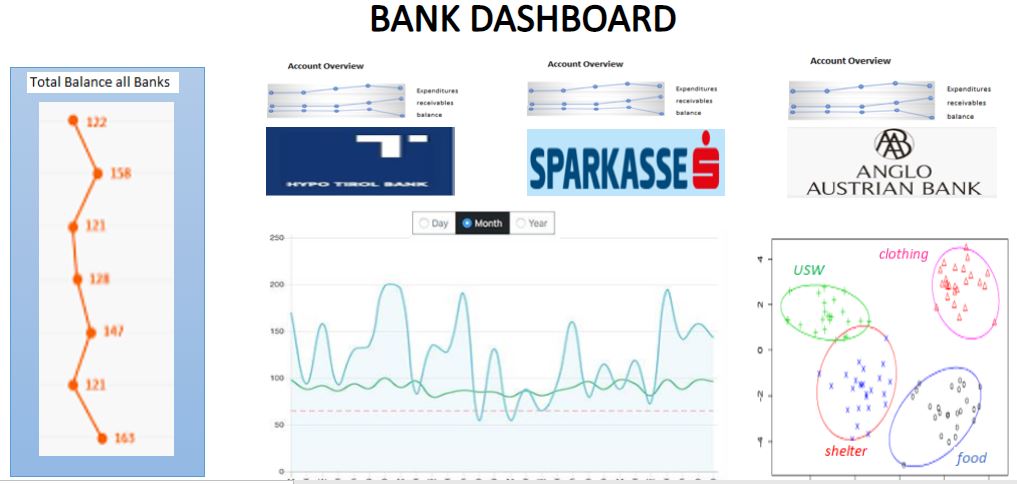 BANK DASHBOARD
Total Balance all Banks
122
158
121
128
147
121
163
Account Overview
Expenditures
receivables
balance
HYPO TIROL BANK
Account Overview
Expenditures
receivables
balance
SPARKASSE
Account Overview
Expenditures
receivables
balance
AAB
ANGLO
AUSTRIAN BANK
Day Month Year
250
200
150
100
50
0
clothing
USW
shelter
food
4
2
0
-2
-4